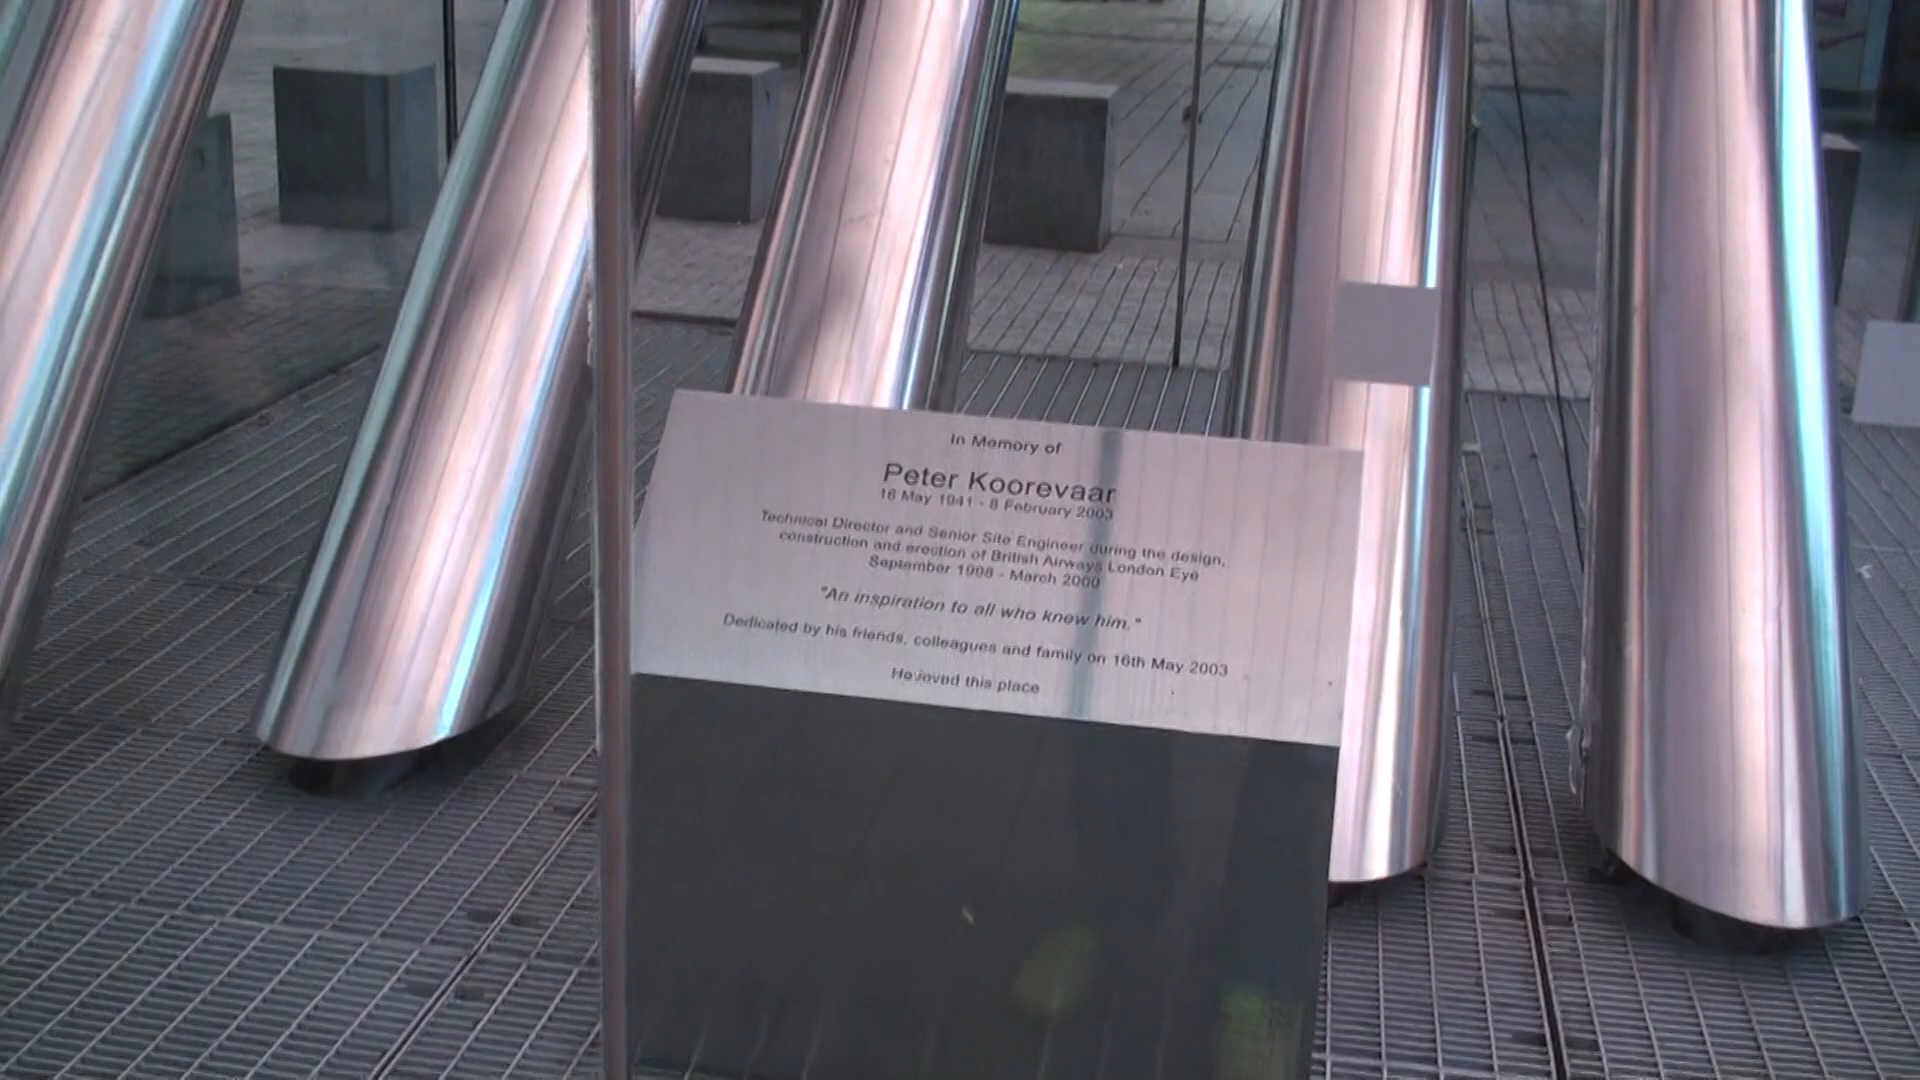 In Memory of
Peter Koorevaar
16 May 1941 - 8 February 2003
Technical Director and Senior Site Engineer during the design,
construction and erection of British Airways London Eye
September 1998 - March 2000
"An inspiration to all who knew him."
Dedicated by his friends, colleagues and family on 16th May 2003
He loved this place